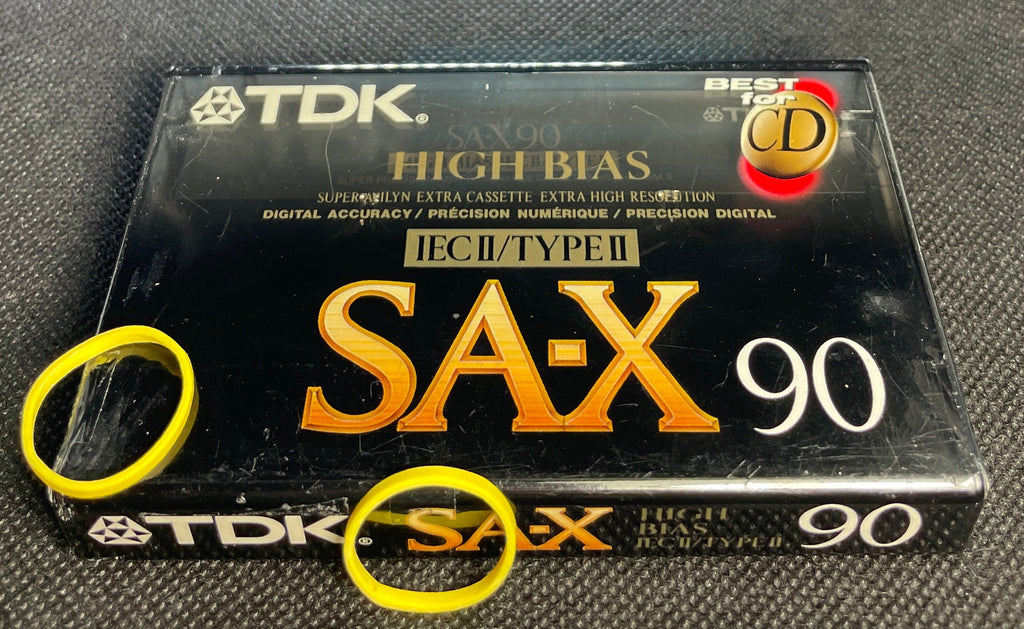 TDK®
BEST
for
CD
SA-X90
HIGH BIAS
SUPER AVILYN EXTRA CASSETTE EXTRA HIGH RESOLUTION
DIGITAL ACCURACY / PRÉCISION NUMÉRIQUE / PRECISION DIGITAL
IEC II/TYPE II
SA-X 90
TDK® SA-X HIGH BIAS IEC II/TYPE II 90